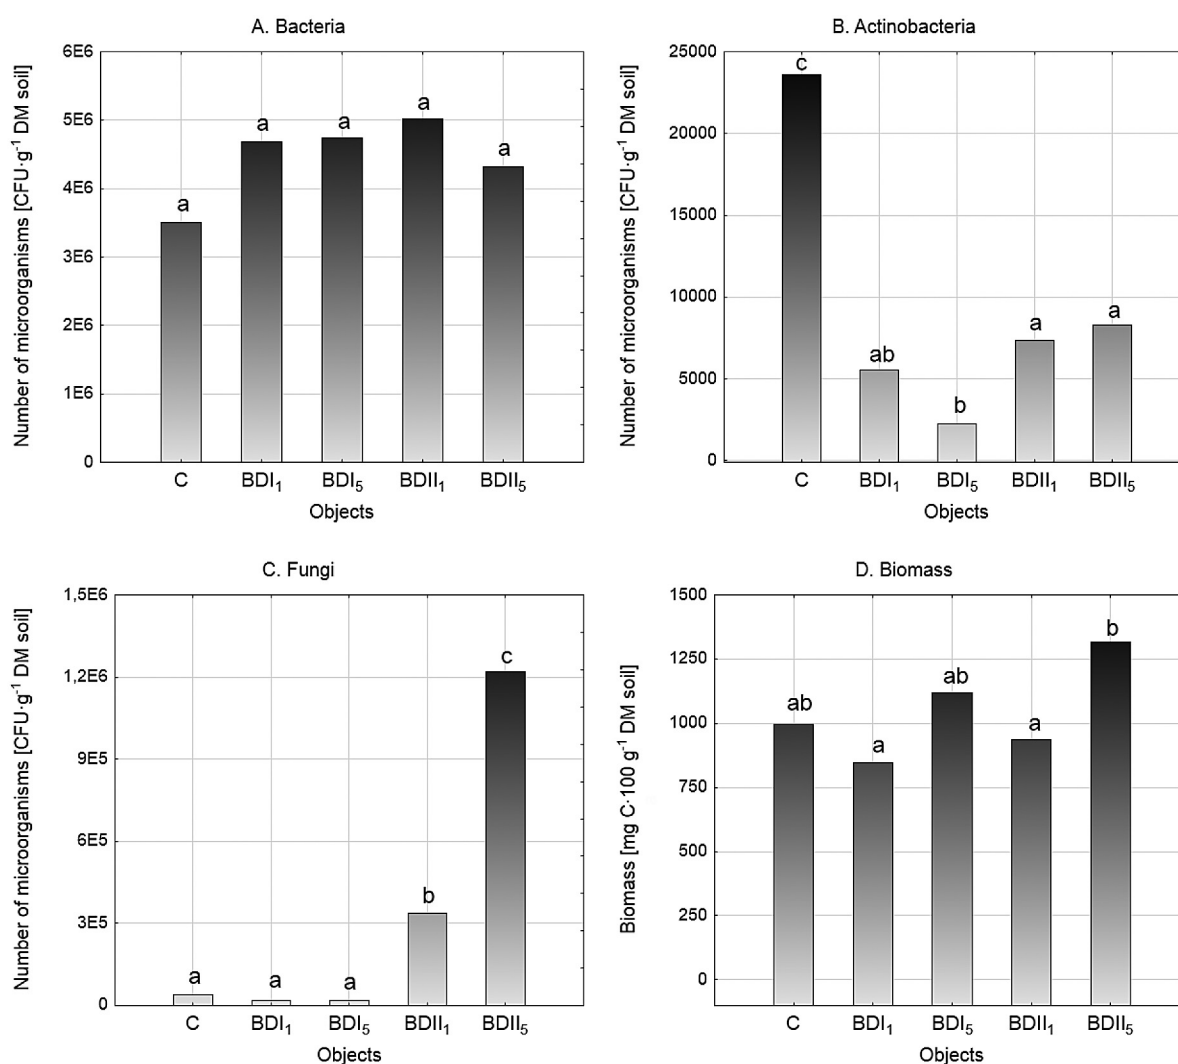 A. Bacteria
Number of microorganisms [CFU·g⁻¹ DM soil]
6E6
5E6
4E6
3E6
2E6
1E6
0
a
a
a
a
a
C
BDI₁
BDI₅
BDII₁
BDII₅
Objects
B. Actinobacteria
Number of microorganisms [CFU·g⁻¹ DM soil]
25000
20000
15000
10000
5000
0
c
ab
b
a
a
C
BDI₁
BDI₅
BDII₁
BDII₅
Objects
C. Fungi
Number of microorganisms [CFU·g⁻¹ DM soil]
1,5E6
1,2E6
9E5
6E5
3E5
0
a
a
a
b
c
C
BDI₁
BDI₅
BDII₁
BDII₅
Objects
D. Biomass
Biomass [mg C·100 g⁻¹ DM soil]
1500
1250
1000
750
500
250
0
ab
a
ab
a
b
C
BDI₁
BDI₅
BDII₁
BDII₅
Objects